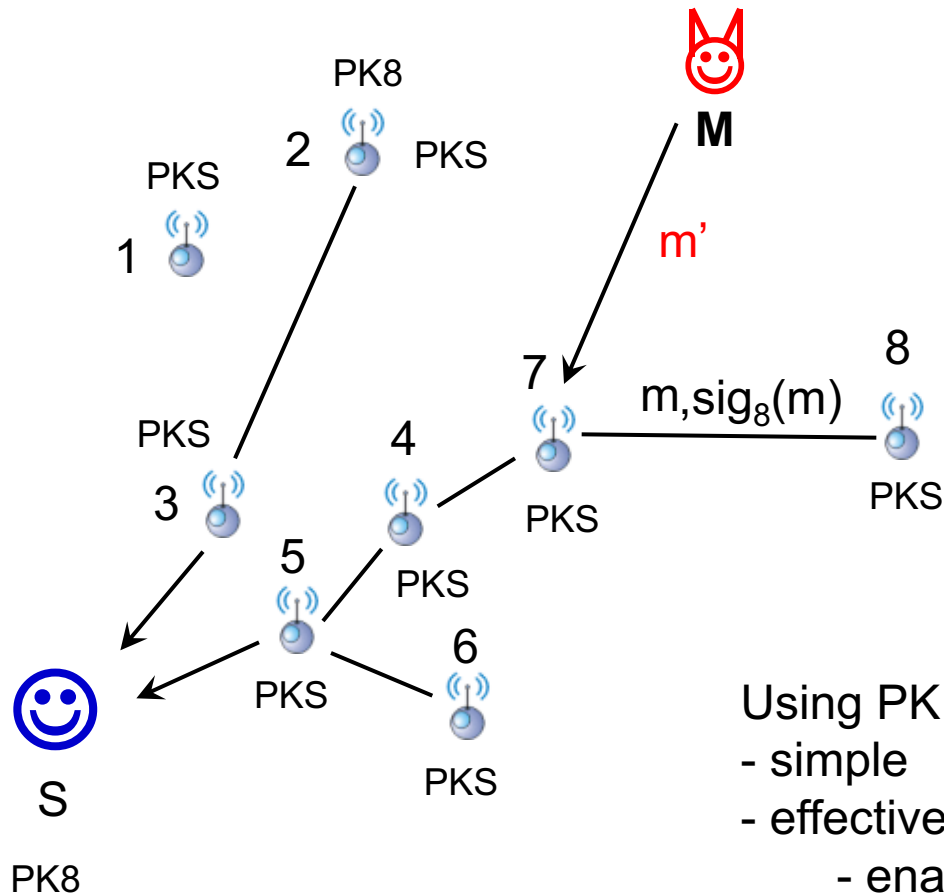 PK8
2
PKS
M
PKS
1
m'
7
8
m,sig₈(m)
PKS
3
4
PKS
PKS
5
PKS
6
PKS
PKS
S
PK8
Using PK
- simple
- effective
- ena